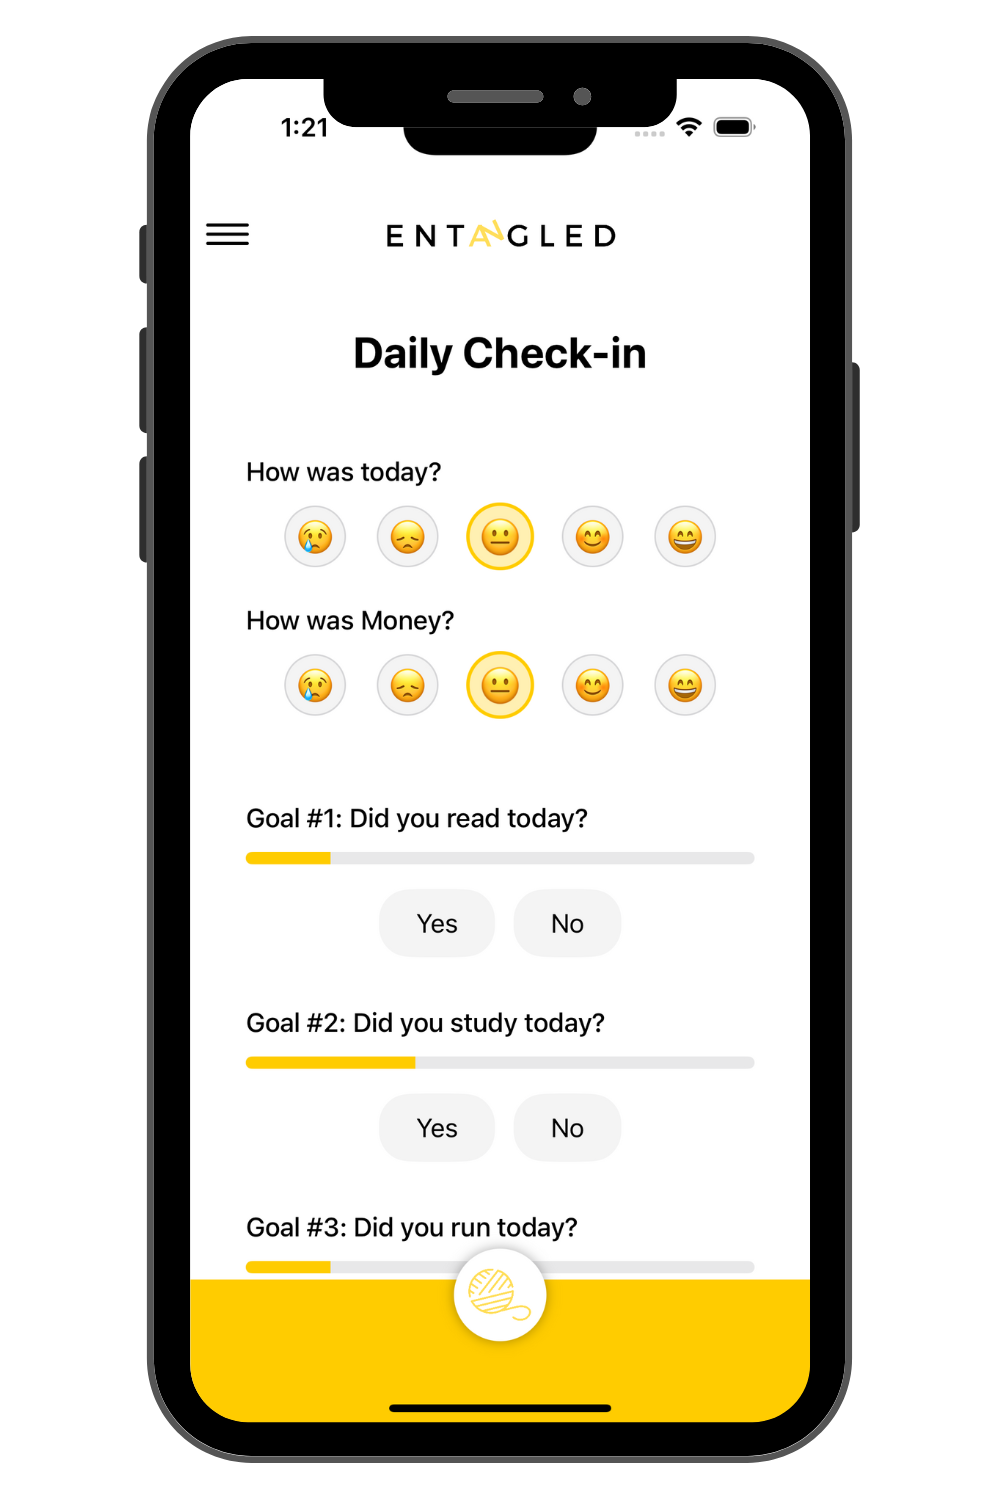 1:21
ENTANGLED
Daily Check-in
How was today?
How was Money?
Goal #1: Did you read today?
Yes No
Goal #2: Did you study today?
Yes No
Goal #3: Did you run today?